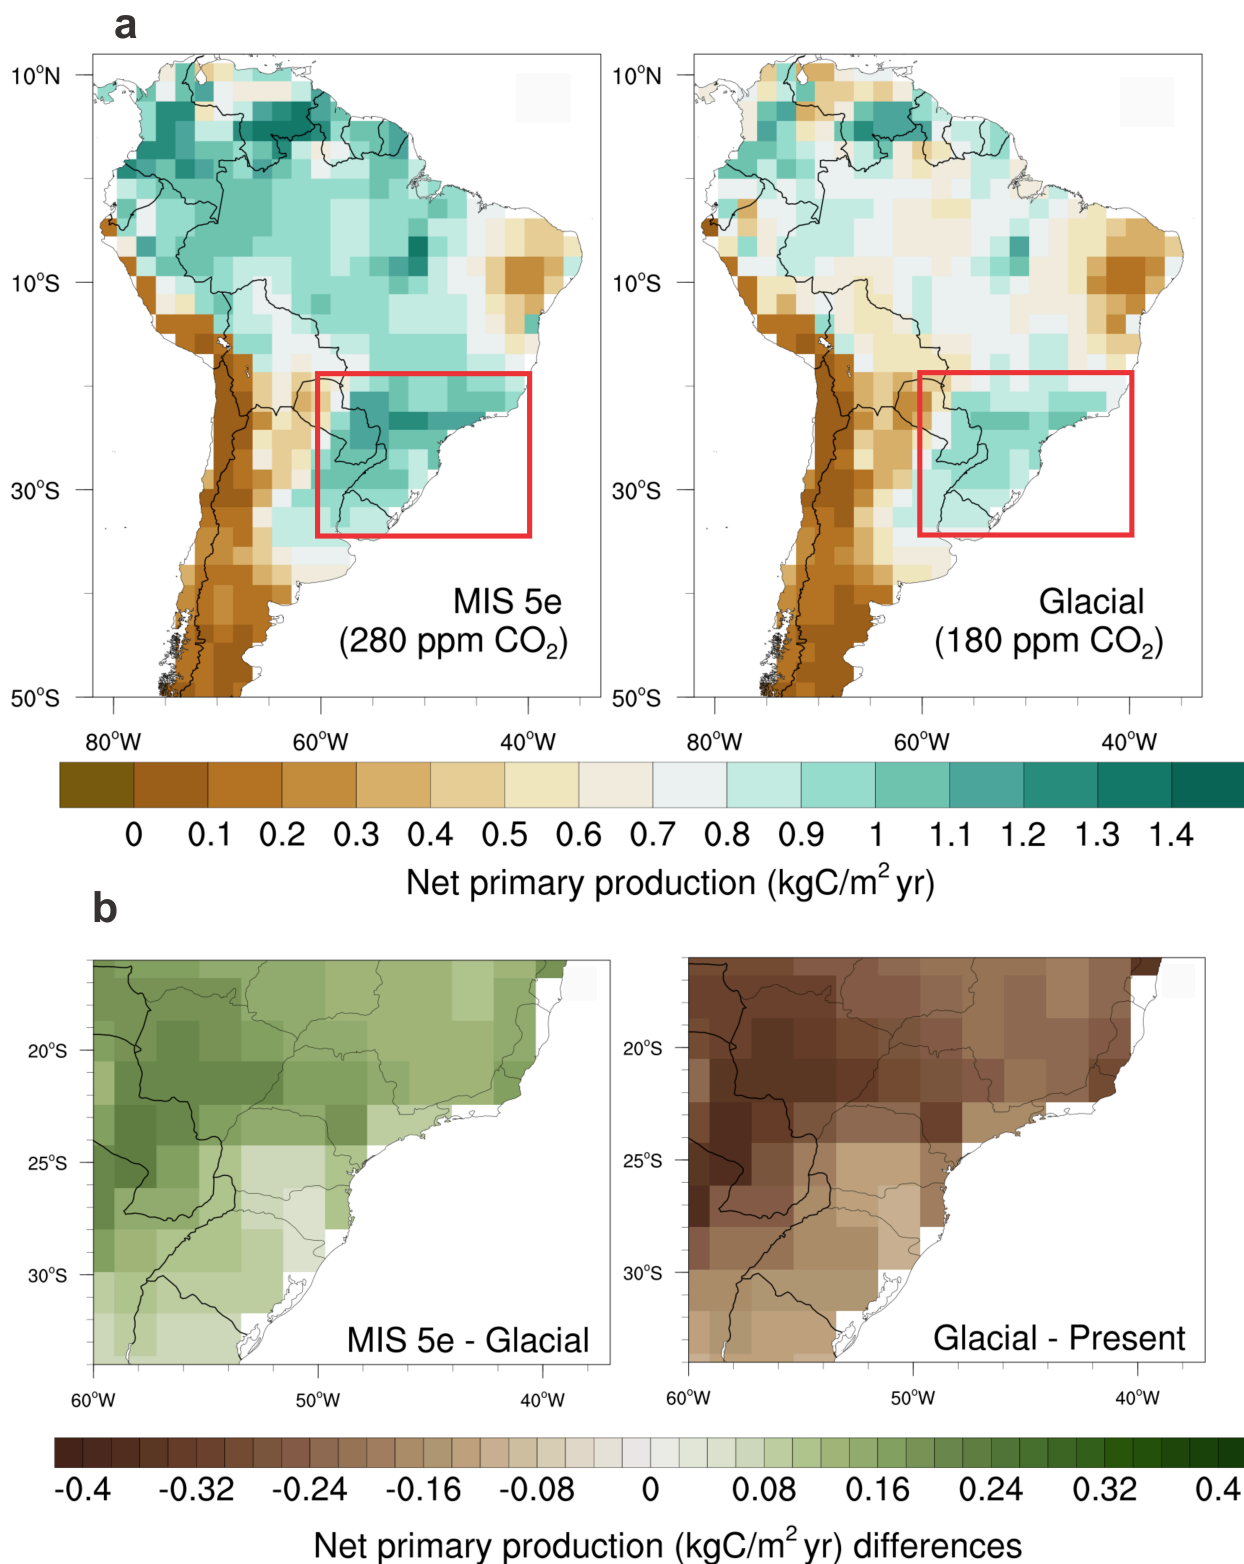 a
10°N
10°S
30°S
50°S
MIS 5e
(280 ppm CO₂)
Glacial
(180 ppm CO₂)
80°W 60°W 40°W 80°W 60°W 40°W
0 0.1 0.2 0.3 0.4 0.5 0.6 0.7 0.8 0.9 1 1.1 1.2 1.3 1.4
Net primary production (kgC/m² yr)
b
20°S
25°S
30°S
MIS 5e - Glacial
20°S
25°S
30°S
Glacial - Present
60°W 50°W 40°W 60°W 50°W 40°W
-0.4 -0.32 -0.24 -0.16 -0.08 0 0.08 0.16 0.24 0.32 0.4
Net primary production (kgC/m² yr) differences